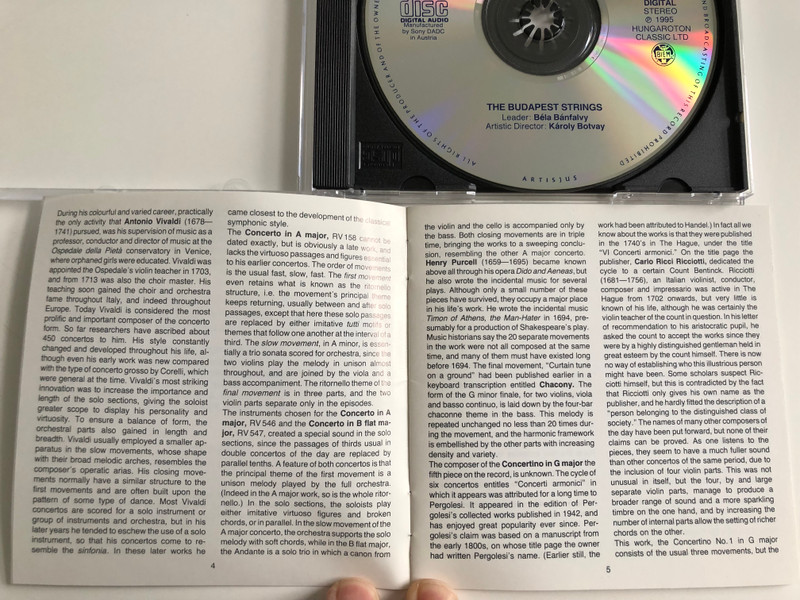 disc
DIGITAL AUDIO
Manufactured
by Sony DADC
in Austria
DIGITAL
STEREO
℗ 1995
HUNGAROTON
CLASSIC LTD
BIEM
THE BUDAPEST STRINGS
Leader: Béla Bánfalvy
Artistic Director: Károly Botvay
ALL RIGHTS OF THE PRODUCER AND OF THE OWNE
ARTISJUS
BROADCASTING OF THIS RECORD PROHIBITED
During his colourful and varied career, practically
the only activity that Antonio Vivaldi (1678—
1741) pursued, was his supervision of music as a
professor, conductor and director of music at the
Ospedale della Pietà conservatory in Venice,
where orphaned girls were educated. Vivaldi was
appointed the Ospedale's violin teacher in 1703,
and from 1713 was also the choir master. His
teaching soon gained the choir and orchestra
fame throughout Italy, and indeed throughout
Europe. Today Vivaldi is considered the most
prolific and important composer of the concerto
form. So far researchers have ascribed about
450 concertos to him. His style constantly
changed and developed throughout his life, al-
though even his early work was new compared
with the type of concerto grosso by Corelli, which
were general at the time. Vivaldi's most striking
innovation was to increase the importance and
length of the solo sections, giving the soloist
greater scope to display his personality and
virtuosity. To ensure a balance of form, the
orchestral parts also gained in length and
breadth. Vivaldi usually employed a smaller ap-
paratus in the slow movements, whose shape
with their broad melodic arches, resembles the
composer's operatic arias. His closing move-
ments normally have a similar structure to the
first movements and are often built upon the
pattern of some type of dance. Most Vivaldi
concertos are scored for a solo instrument or
group of instruments and orchestra, but in his
later years he tended to eschew the use of a solo
instrument, so that his concertos come to re-
semble the sinfonia. In these later works he
came closest to the development of the classical
symphonic style.
The Concerto in A major, RV 158 cannot be
dated exactly, but is obviously a late work, and
lacks the virtuoso passages and figures essential
to his earlier concertos. The order of movements
is the usual fast, slow, fast. The first movement
even retains what is known as the ritornello
structure, i.e. the movement's principal theme
keeps returning, usually between and after solo
passages, except that here these solo passages
are replaced by either imitative tutti motifs or
themes that follow one another at the interval of a
third. The slow movement, in A minor, is essen-
tially a trio sonata scored for orchestra, since the
two violins play the melody in unison almost
throughout, and are joined by the viola and a
bass accompaniment. The ritornello theme of the
final movement is in three parts, and the two
violin parts separate only in the episodes.
The instruments chosen for the Concerto in A
major, RV 546 and the Concerto in B flat ma-
jor, RV 547, created a special sound in the solo
sections, since the passages of thirds usual in
double concertos of the day are replaced by
parallel tenths. A feature of both concertos is that
the principal theme of the first movement is a
unison melody played by the full orchestra.
(Indeed in the A major work, so is the whole ritor-
nello.) In the solo sections, the soloists play
either imitative virtuoso figures and broken
chords, or in parallel. In the slow movement of the
A major concerto, the orchestra supports the solo
melody with soft chords, while in the B flat major,
the Andante is a solo trio in which a canon from
4
the violin and the cello is accompanied only by
the bass. Both closing movements are in triple
time, bringing the works to a sweeping conclu-
sion, resembling the other A major concerto.
Henry Purcell (1659—1695) became known
above all through his opera Dido and Aeneas, but
he also wrote the incidental music for several
plays. Although only a small number of these
pieces have survived, they occupy a major place
in his life's work. He wrote the incidental music
Timon of Athens, the Man-Hater in 1694, pre-
sumably for a production of Shakespeare's play.
Music historians say the 20 separate movements
in the work were not all composed at the same
time, and many of them must have existed long
before 1694. The final movement, "Curtain tune
on a ground" had been published earlier in a
keyboard transcription entitled Chacony. The
form of the G minor finale, for two violins, viola
and basso continuo, is laid down by the four-bar
chaconne theme in the bass. This melody is
repeated unchanged no less than 20 times dur-
ing the movement, and the harmonic framework
is embellished by the other parts with increasing
density and variety.
The composer of the Concertino in G major the
fifth piece on the record, is unknown. The cycle of
six concertos entitles "Concerti armonici" in
which it appears was attributed for a long time to
Pergolesi. It appeared in the edition of Per-
golesi's collected works published in 1942, and
has enjoyed great popularity ever since. Per-
golesi's claim was based on a manuscript from
the early 1800s, on whose title page the owner
had written Pergolesi's name. (Earlier still, the
work had been attributed to Handel.) In fact all we
know about the works is that they were published
in the 1740's in The Hague, under the title
"VI Concerti armonici." On the title page the
publisher, Carlo Ricci Ricciotti, dedicated the
cycle to a certain Count Bentinck. Ricciotti
(1681—1756), an Italian violinist, conductor,
composer and impresario was active in The
Hague from 1702 onwards, but very little is
known of his life, although he was certainly the
violin teacher of the count in question. In his letter
of recommendation to his aristocratic pupil, he
asked the count to accept the works since they
were by a highly distinguished gentleman held in
great esteem by the count himself. There is now
no way of establishing who this illustrious person
might have been. Some scholars suspect Ric-
ciotti himself, but this is contradicted by the fact
that Ricciotti only gives his own name as the
publisher, and he hardly fitted the description of a
"person belonging to the distinguished class of
society." The names of many other composers of
the day have been put forward, but none of their
claims can be proved. As one listens to the
pieces, they seem to have a much fuller sound
than other concertos of the same period, due to
the inclusion of four violin parts. This was not
unusual in itself, but the four, by and large
separate violin parts, manage to produce a
broader range of sound and a more sparkling
timbre on the one hand, and by increasing the
number of internal parts allow the setting of richer
chords on the other.
This work, the Concertino No. 1 in G major
consists of the usual three movements, but the
5